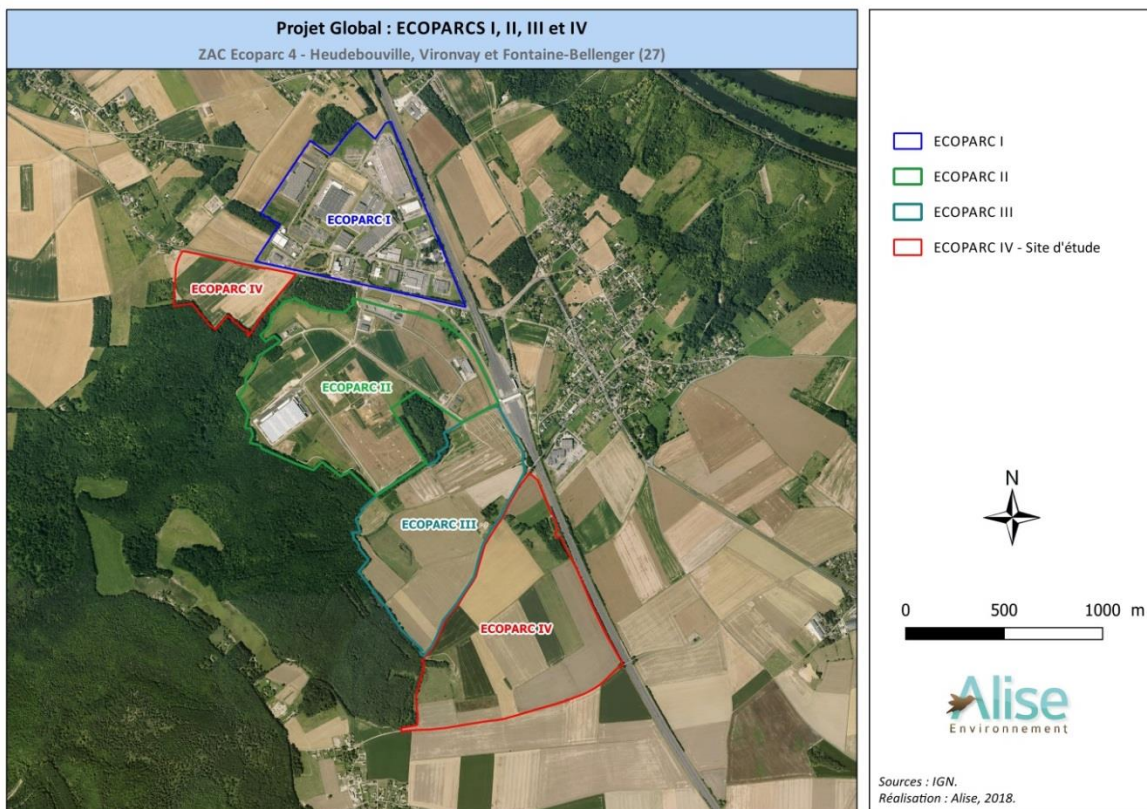 Projet Global : ECOPARCS I, II, III et IV
ZAC Ecoparc 4 - Heudebouville, Vironvay et Fontaine-Bellenger (27)
ECOPARC I
ECOPARC IV
ECOPARC II
ECOPARC III
ECOPARC IV
ECOPARC I
ECOPARC II
ECOPARC III
ECOPARC IV - Site d'étude
N
0 500 1000 m
Alise
Environnement
Sources : IGN.
Réalisation : Alise, 2018.